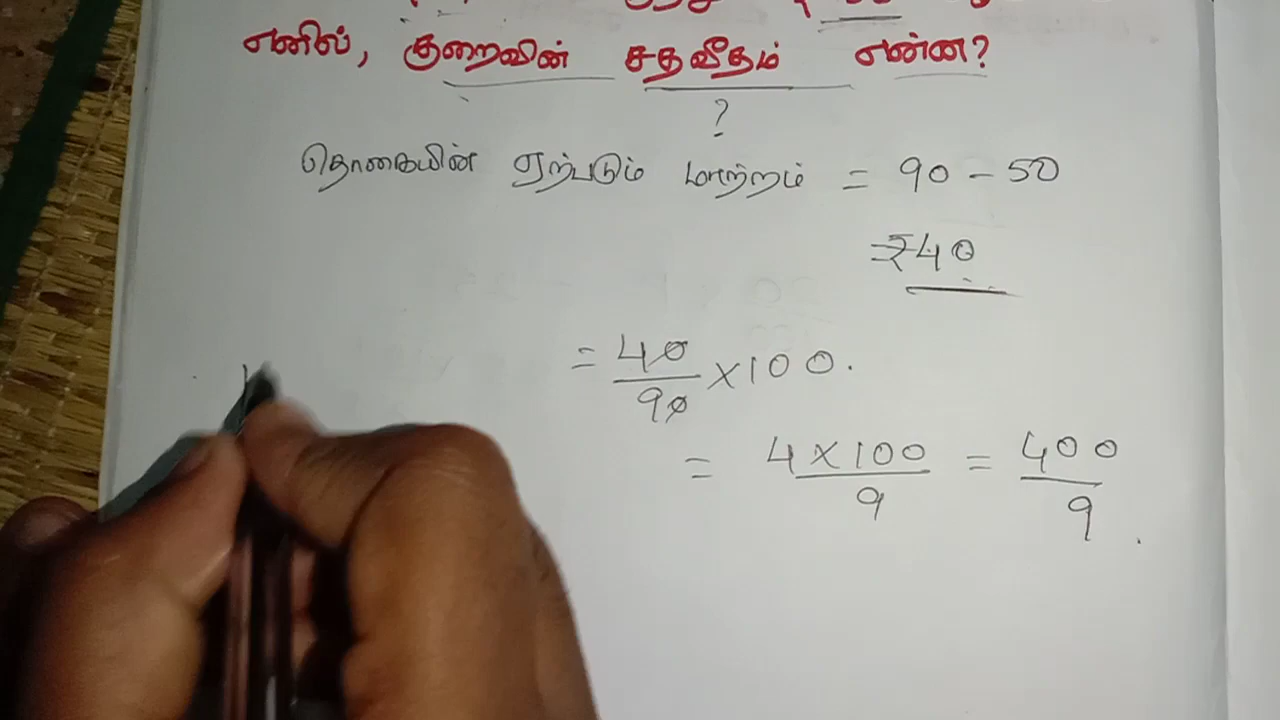 எனில், குறைவின் சதவீதம் என்ன?
?
தொகையின் ஏற்படும் மாற்றம் = 90 - 50
= ₹40
= 40/90 × 100.
= 4 × 100/9 = 400/9